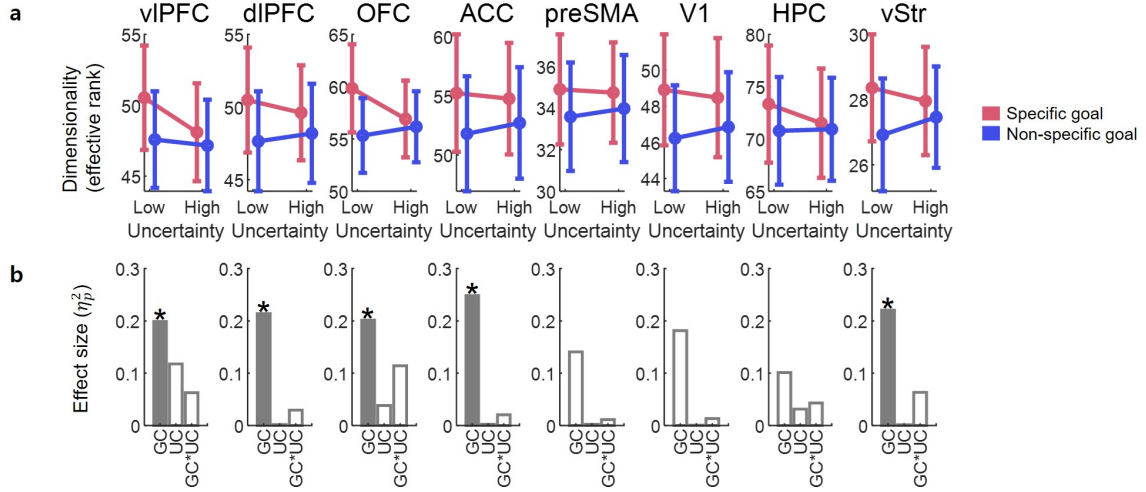 a
vlPFC dlPFC OFC ACC preSMA V1 HPC vStr
Dimensionality
(effective rank)
55 50 45
55 50 45
65 60 55 50
60 50
36 34 32 30
50 48 46 44
80 75 70 65
30 28 26
Low High Low High Low High Low High Low High Low High Low High Low High
Uncertainty Uncertainty Uncertainty Uncertainty Uncertainty Uncertainty Uncertainty Uncertainty
Specific goal
Non-specific goal
b
Effect size (η²p)
0.3 0.3 0.3 0.3 0.3 0.3 0.3 0.3
0.2 0.2 0.2 0.2 0.2 0.2 0.2 0.2
0.1 0.1 0.1 0.1 0.1 0.1 0.1 0.1
0 0 0 0 0 0 0 0
* * * * *
GC UC GC*UC GC UC GC*UC GC UC GC*UC GC UC GC*UC GC UC GC*UC GC UC GC*UC GC UC GC*UC GC UC GC*UC